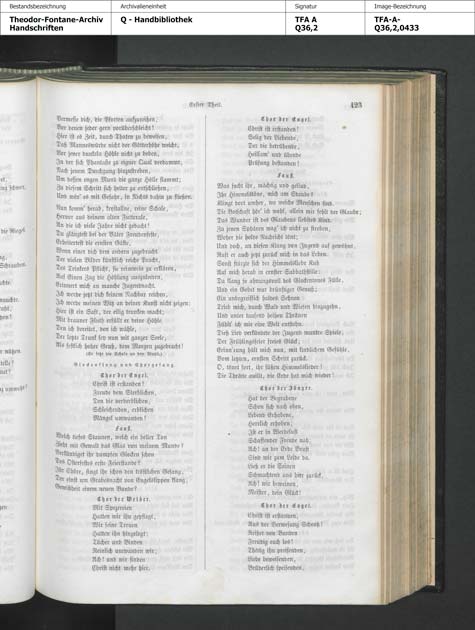 Bestandsbezeichnung
Theodor-Fontane-Archiv
Handschriften
Archivalieneinheit
Q - Handbibliothek
Signatur
TFA A
Q36,2
Image-Bezeichnung
TFA-A-
Q36,2,0433
Erster Theil.
423
Vermesse dich, die Pforten aufzureißen,
Vor denen jeder gern vorüberschleicht!
Hier ist es Zeit, durch Thaten zu beweisen,
Daß Manneswürde nicht der Götterhöhe weicht,
Vor jener dunkeln Höhle nicht zu beben,
In der sich Phantasie zu eigner Qual verdammt,
Nach jenem Durchgang hinzustreben,
Um dessen engen Mund die ganze Hölle flammt;
In diesem Schritt sich heiter zu entschließen,
Und wär' es mit Gefahr, in Nichts dahin zu fließen.
Nun komm' herab, krystallne, reine Schale,
Hervor aus deinem alten Futterale,
An die ich viele Jahre nicht gedacht!
Du glänztest bei der Väter Freudenfeste,
Erheitertest die ernsten Gäste,
Wenn einer dich dem andern zugebracht.
Der vielen Bilder künstlich reiche Pracht,
Des Trinkers Pflicht, sie reimweis zu erklären,
Auf Einen Zug die Höhlung auszuleeren,
Erinnert mich an manche Jugendnacht.
Ich werde jetzt dich keinem Nachbar reichen,
Ich werde meinen Witz an deiner Kunst nicht zeigen;
Hier ist ein Saft, der eilig trunken macht;
Mit brauner Fluth erfüllt er deine Höhle.
Den ich bereitet, den ich wähle,
Der letzte Trunk sey nun mit ganzer Seele,
Als festlich hoher Gruß, dem Morgen zugebracht!
(Er setzt die Schale an den Mund.)
Glockenklang und Chorgesang.
Chor der Engel.
Christ ist erstanden!
Freude dem Sterblichen,
Den die verderblichen,
Schleichenden, erblichen
Mängel umwanden!
Faust.
Welch tiefes Summen, welch ein heller Ton
Zieht mit Gewalt das Glas von meinem Munde?
Verkündiget ihr dumpfen Glocken schon
Des Osterfestes erste Feierstunde?
Ihr Chöre, singt ihr schon den tröstlichen Gesang,
Der einst um Grabesnacht von Engelslippen klang,
Gewißheit einem neuen Bunde?
Chor der Weiber.
Mit Spezereien
Hatten wir ihn gepflegt,
Wir seine Treuen
Hatten ihn hingelegt;
Tücher und Binden
Reinlich umwanden wir,
Ach! und wir finden
Christ nicht mehr hier.
Chor der Engel.
Christ ist erstanden!
Selig der Liebende,
Der die betrübende,
Heilsam' und übende
Prüfung bestanden!
Faust.
Was sucht ihr, mächtig und gelind,
Ihr Himmelstöne, mich am Staube?
Klingt dort umher, wo weiche Menschen sind.
Die Botschaft hör' ich wohl, allein mir fehlt der Glaube;
Das Wunder ist des Glaubens liebstes Kind.
Zu jenen Sphären wag' ich nicht zu streben,
Woher die holde Nachricht tönt;
Und doch, an diesen Klang von Jugend auf gewöhnt,
Ruft er auch jetzt zurück mich in das Leben.
Sonst stürzte sich der Himmelsliebe Kuß
Auf mich herab in ernster Sabbathstille;
Da klang so ahnungsvoll des Glockentones Fülle,
Und ein Gebet war brünstiger Genuß;
Ein unbegreiflich holdes Sehnen
Trieb mich, durch Wald und Wiesen hinzugehn,
Und unter tausend heißen Thränen
Fühlt' ich mir eine Welt entstehn.
Dieß Lied verkündete der Jugend muntre Spiele,
Der Frühlingsfeier freies Glück;
Erinn'rung hält mich nun, mit kindlichem Gefühle,
Vom letzten, ernsten Schritt zurück.
O, tönet fort, ihr süßen Himmelslieder!
Die Thräne quillt, die Erde hat mich wieder!
Chor der Jünger.
Hat der Begrabene
Schon sich nach oben,
Lebend Erhabene,
Herrlich erhoben;
Ist er in Werdelust
Schaffender Freude nah,
Ach! an der Erde Brust
Sind wir zum Leide da.
Ließ er die Seinen
Schmachtend uns hier zurück,
Ach! wir beweinen,
Meister, dein Glück!
Chor der Engel.
Christ ist erstanden,
Aus der Verwesung Schoos!
Reißet von Banden
Freudig euch los!
Thätig ihn preisenden,
Liebe beweisenden,
Brüderlich speisenden,